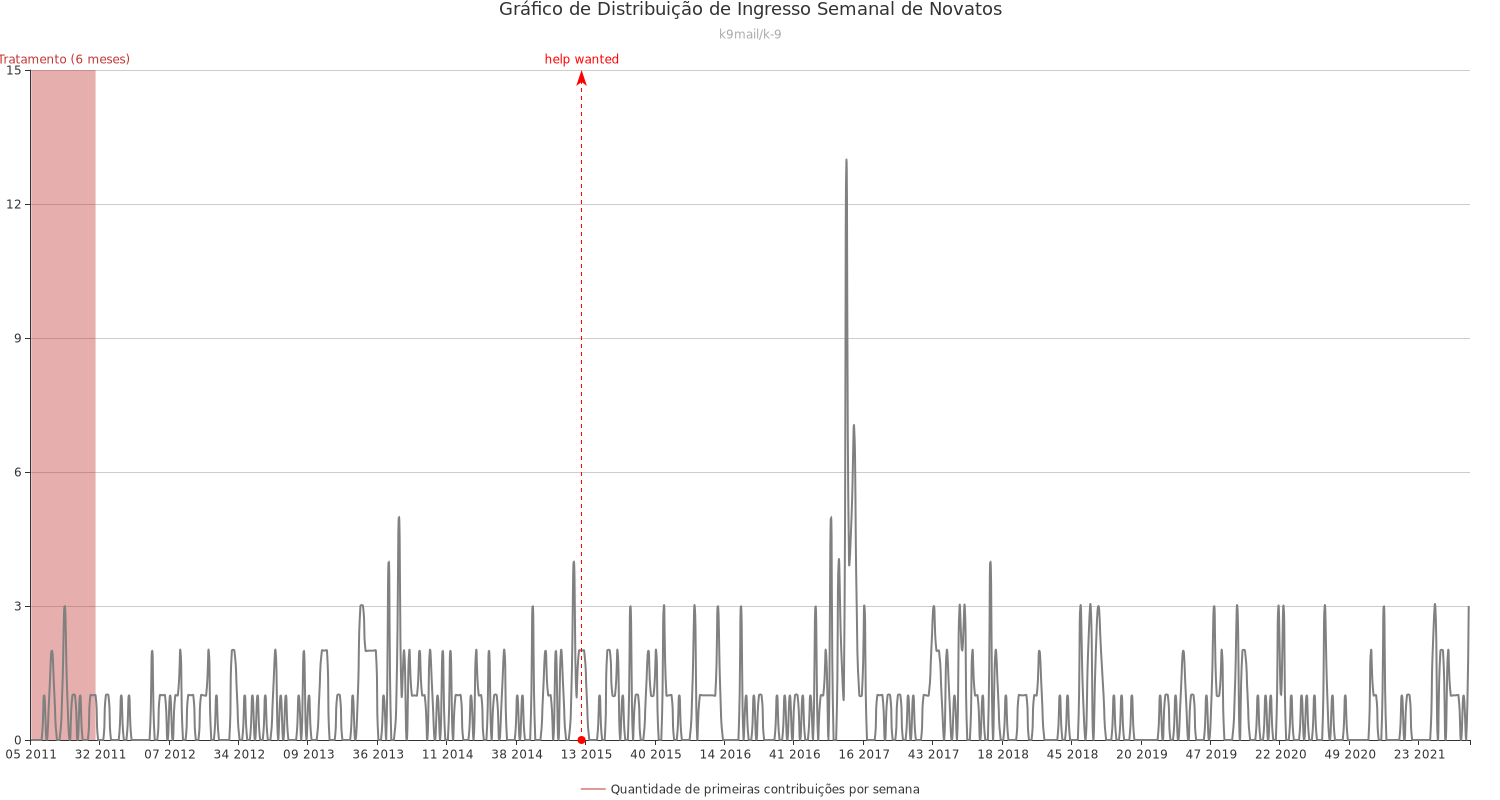 Gráfico de Distribuição de Ingresso Semanal de Novatos
k9mail/k-9
Tratamento (6 meses)
help wanted
15
12
9
6
3
0
05 2011 32 2011 07 2012 34 2012 09 2013 36 2013 11 2014 38 2014 13 2015 40 2015 14 2016 41 2016 16 2017 43 2017 18 2018 45 2018 20 2019 47 2019 22 2020 49 2020 23 2021
Quantidade de primeiras contribuições por semana